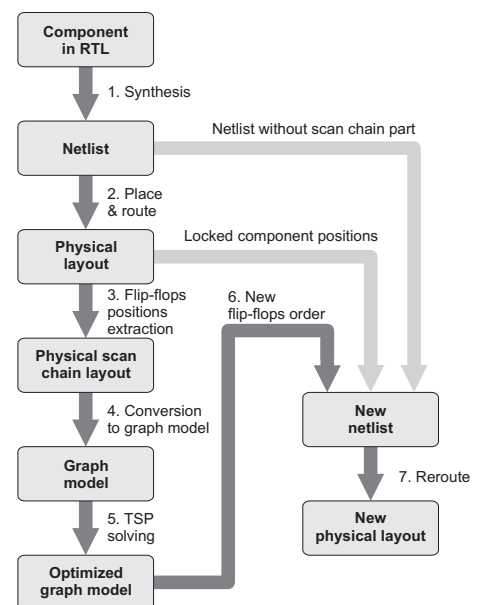 Component
in RTL
1. Synthesis
Netlist without scan chain part
Netlist
2. Place
& route
Locked component positions
Physical
layout
3. Flip-flops
positions
extraction
6. New
flip-flops order
Physical scan
chain layout
4. Conversion
to graph model
New
netlist
Graph
model
7. Reroute
5. TSP
solving
New
physical layout
Optimized
graph model